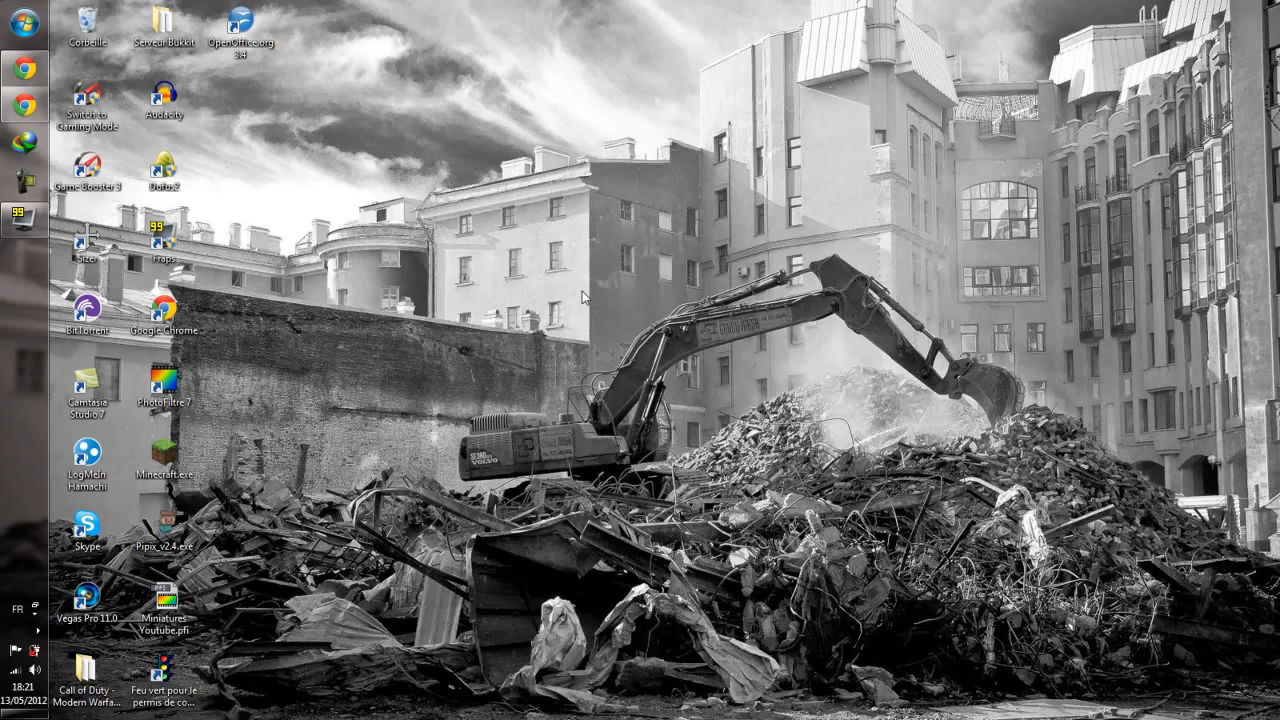 Corbeille
Serveur Bukkit
OpenOffice.org
3.4
Switch to
Gaming Mode
Audacity
Game Booster 3
Dofus2
99
99
Sizer
Fraps
BitTorrent
Google Chrome
Camtasia
Studio 7
PhotoFiltre 7
LogMeIn
Hamachi
Minecraft.exe
Skype
Pipix_v2.4.exe
Vegas Pro 11.0
Miniatures
Youtube.pfi
Call of Duty -
Modern Warfa...
Feu vert pour le
permis de co...
VOLVO
FR
18:21
13/05/2012